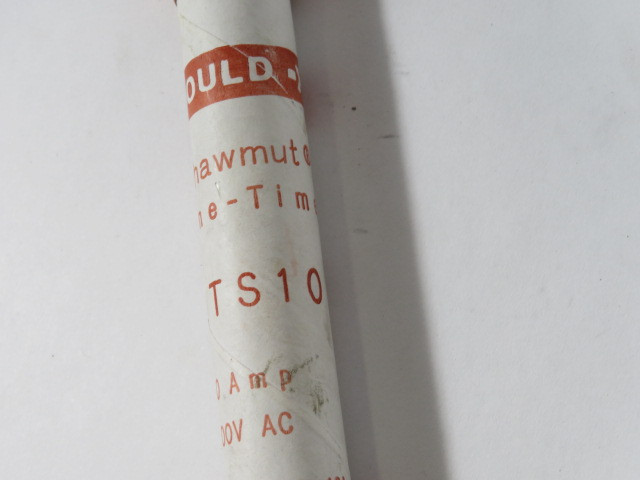 OULD
hawmut
ne-Tim
TS10
0 Amp
00V AC